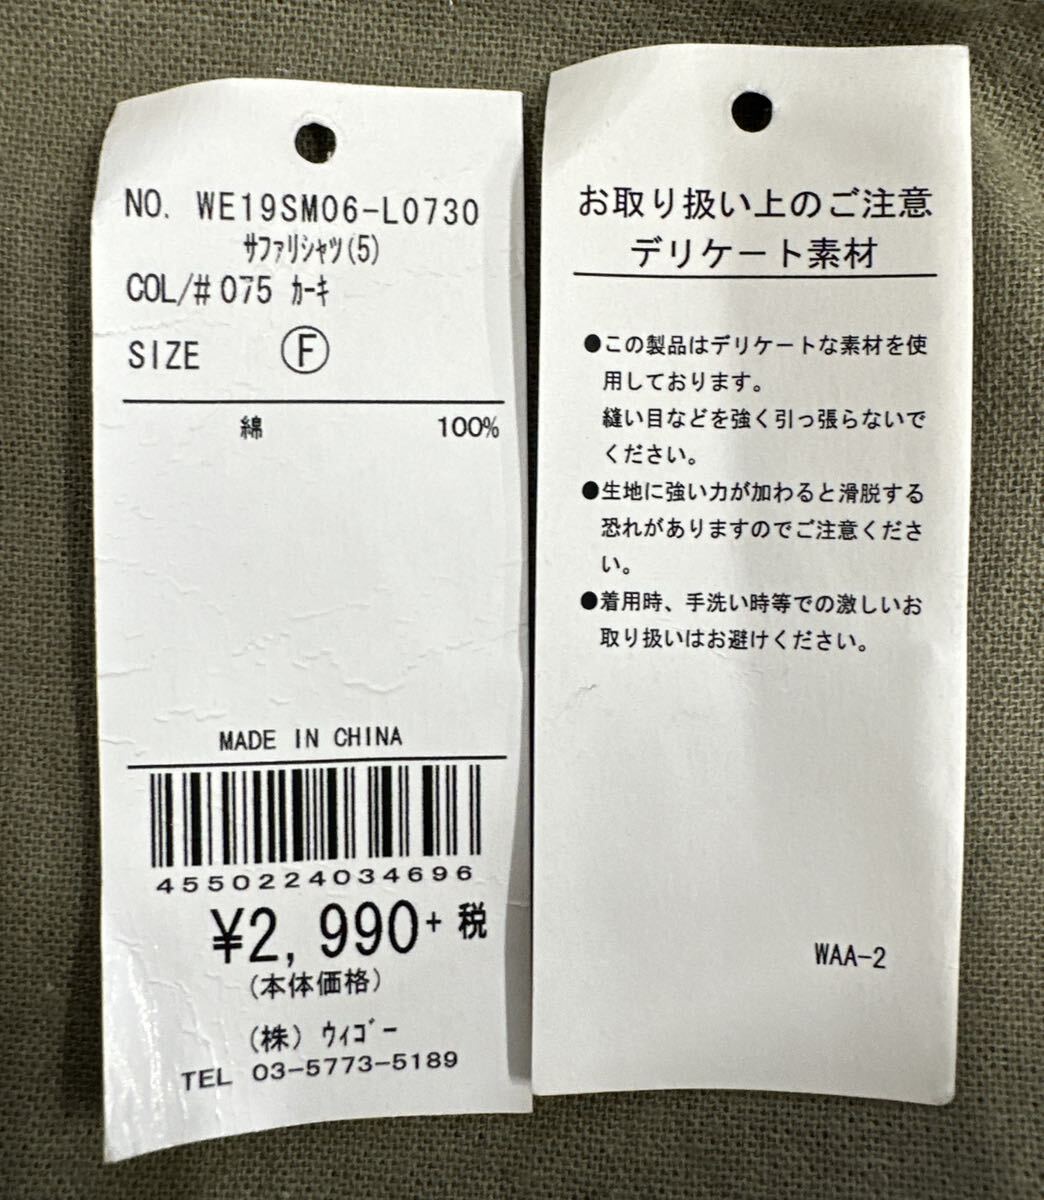 NO. WE19SM06-L0730
ｻﾌｧﾘｼｬﾂ(5)
COL/# 075 ｶｰｷ
SIZE Ⓕ
綿 100%
MADE IN CHINA
4550224034696
¥2,990+税
(本体価格)
(株) ｳｨｺﾞｰ
TEL 03-5773-5189
お取り扱い上のご注意
デリケート素材
●この製品はデリケートな素材を使
用しております。
縫い目などを強く引っ張らないで
ください。
●生地に強い力が加わると滑脱する
恐れがありますのでご注意くださ
い。
●着用時、手洗い時等での激しいお
取り扱いはお避けください。
WAA-2